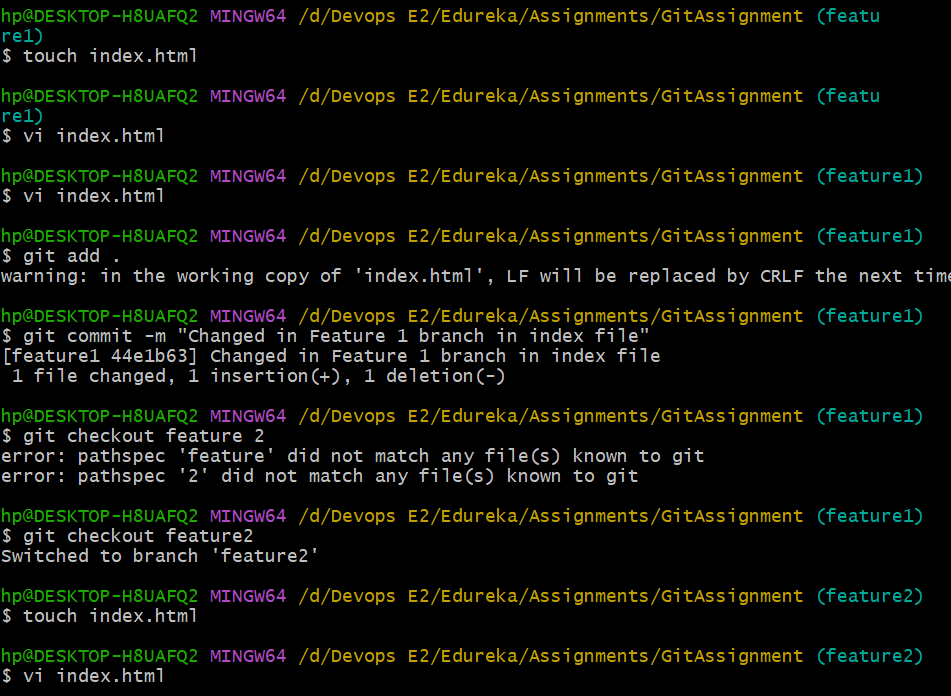 hp@DESKTOP-H8UAFQ2 MINGW64 /d/Devops E2/Edureka/Assignments/GitAssignment (featu
re1)
$ touch index.html
hp@DESKTOP-H8UAFQ2 MINGW64 /d/Devops E2/Edureka/Assignments/GitAssignment (featu
re1)
$ vi index.html
hp@DESKTOP-H8UAFQ2 MINGW64 /d/Devops E2/Edureka/Assignments/GitAssignment (feature1)
$ vi index.html
hp@DESKTOP-H8UAFQ2 MINGW64 /d/Devops E2/Edureka/Assignments/GitAssignment (feature1)
$ git add .
warning: in the working copy of 'index.html', LF will be replaced by CRLF the next time
hp@DESKTOP-H8UAFQ2 MINGW64 /d/Devops E2/Edureka/Assignments/GitAssignment (feature1)
$ git commit -m "Changed in Feature 1 branch in index file"
[feature1 44e1b63] Changed in Feature 1 branch in index file
 1 file changed, 1 insertion(+), 1 deletion(-)
hp@DESKTOP-H8UAFQ2 MINGW64 /d/Devops E2/Edureka/Assignments/GitAssignment (feature1)
$ git checkout feature 2
error: pathspec 'feature' did not match any file(s) known to git
error: pathspec '2' did not match any file(s) known to git
hp@DESKTOP-H8UAFQ2 MINGW64 /d/Devops E2/Edureka/Assignments/GitAssignment (feature1)
$ git checkout feature2
Switched to branch 'feature2'
hp@DESKTOP-H8UAFQ2 MINGW64 /d/Devops E2/Edureka/Assignments/GitAssignment (feature2)
$ touch index.html
hp@DESKTOP-H8UAFQ2 MINGW64 /d/Devops E2/Edureka/Assignments/GitAssignment (feature2)
$ vi index.html